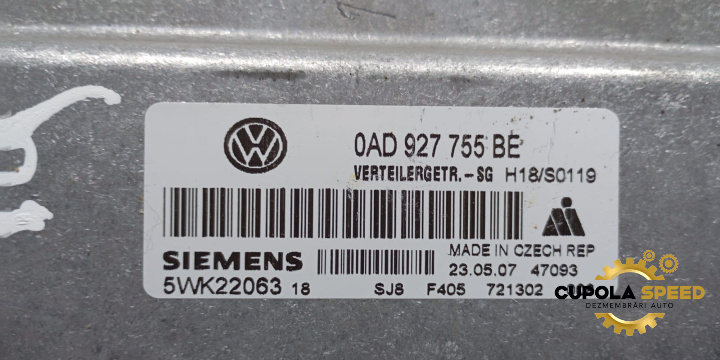 VW
0AD 927 755 BE
VERTEILERGETR.-SG H18/S0119
SIEMENS
MADE IN CZECH REP
23.05.07 47093
5WK22063 18 SJ8 F405 721302
CUPOLA SPEED
DEZMEMBRĂRI AUTO